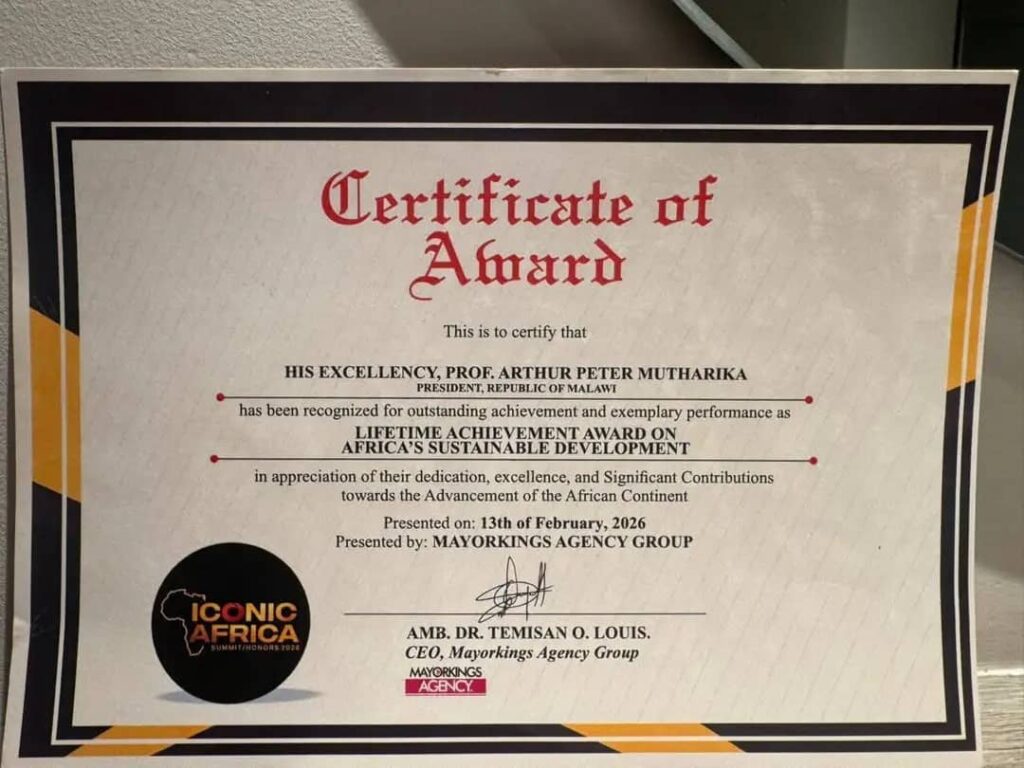 Certificate of
Award
This is to certify that
HIS EXCELLENCY, PROF. ARTHUR PETER MUTHARIKA
PRESIDENT, REPUBLIC OF MALAWI
has been recognized for outstanding achievement and exemplary performance as
LIFETIME ACHIEVEMENT AWARD ON
AFRICA'S SUSTAINABLE DEVELOPMENT
in appreciation of their dedication, excellence, and Significant Contributions
towards the Advancement of the African Continent
Presented on: 13th of February, 2026
Presented by: MAYORKINGS AGENCY GROUP
ICONIC
AFRICA
SUMMIT/HONORS 2026
AMB. DR. TEMISAN O. LOUIS.
CEO, Mayorkings Agency Group
MAYORKINGS
AGENCY